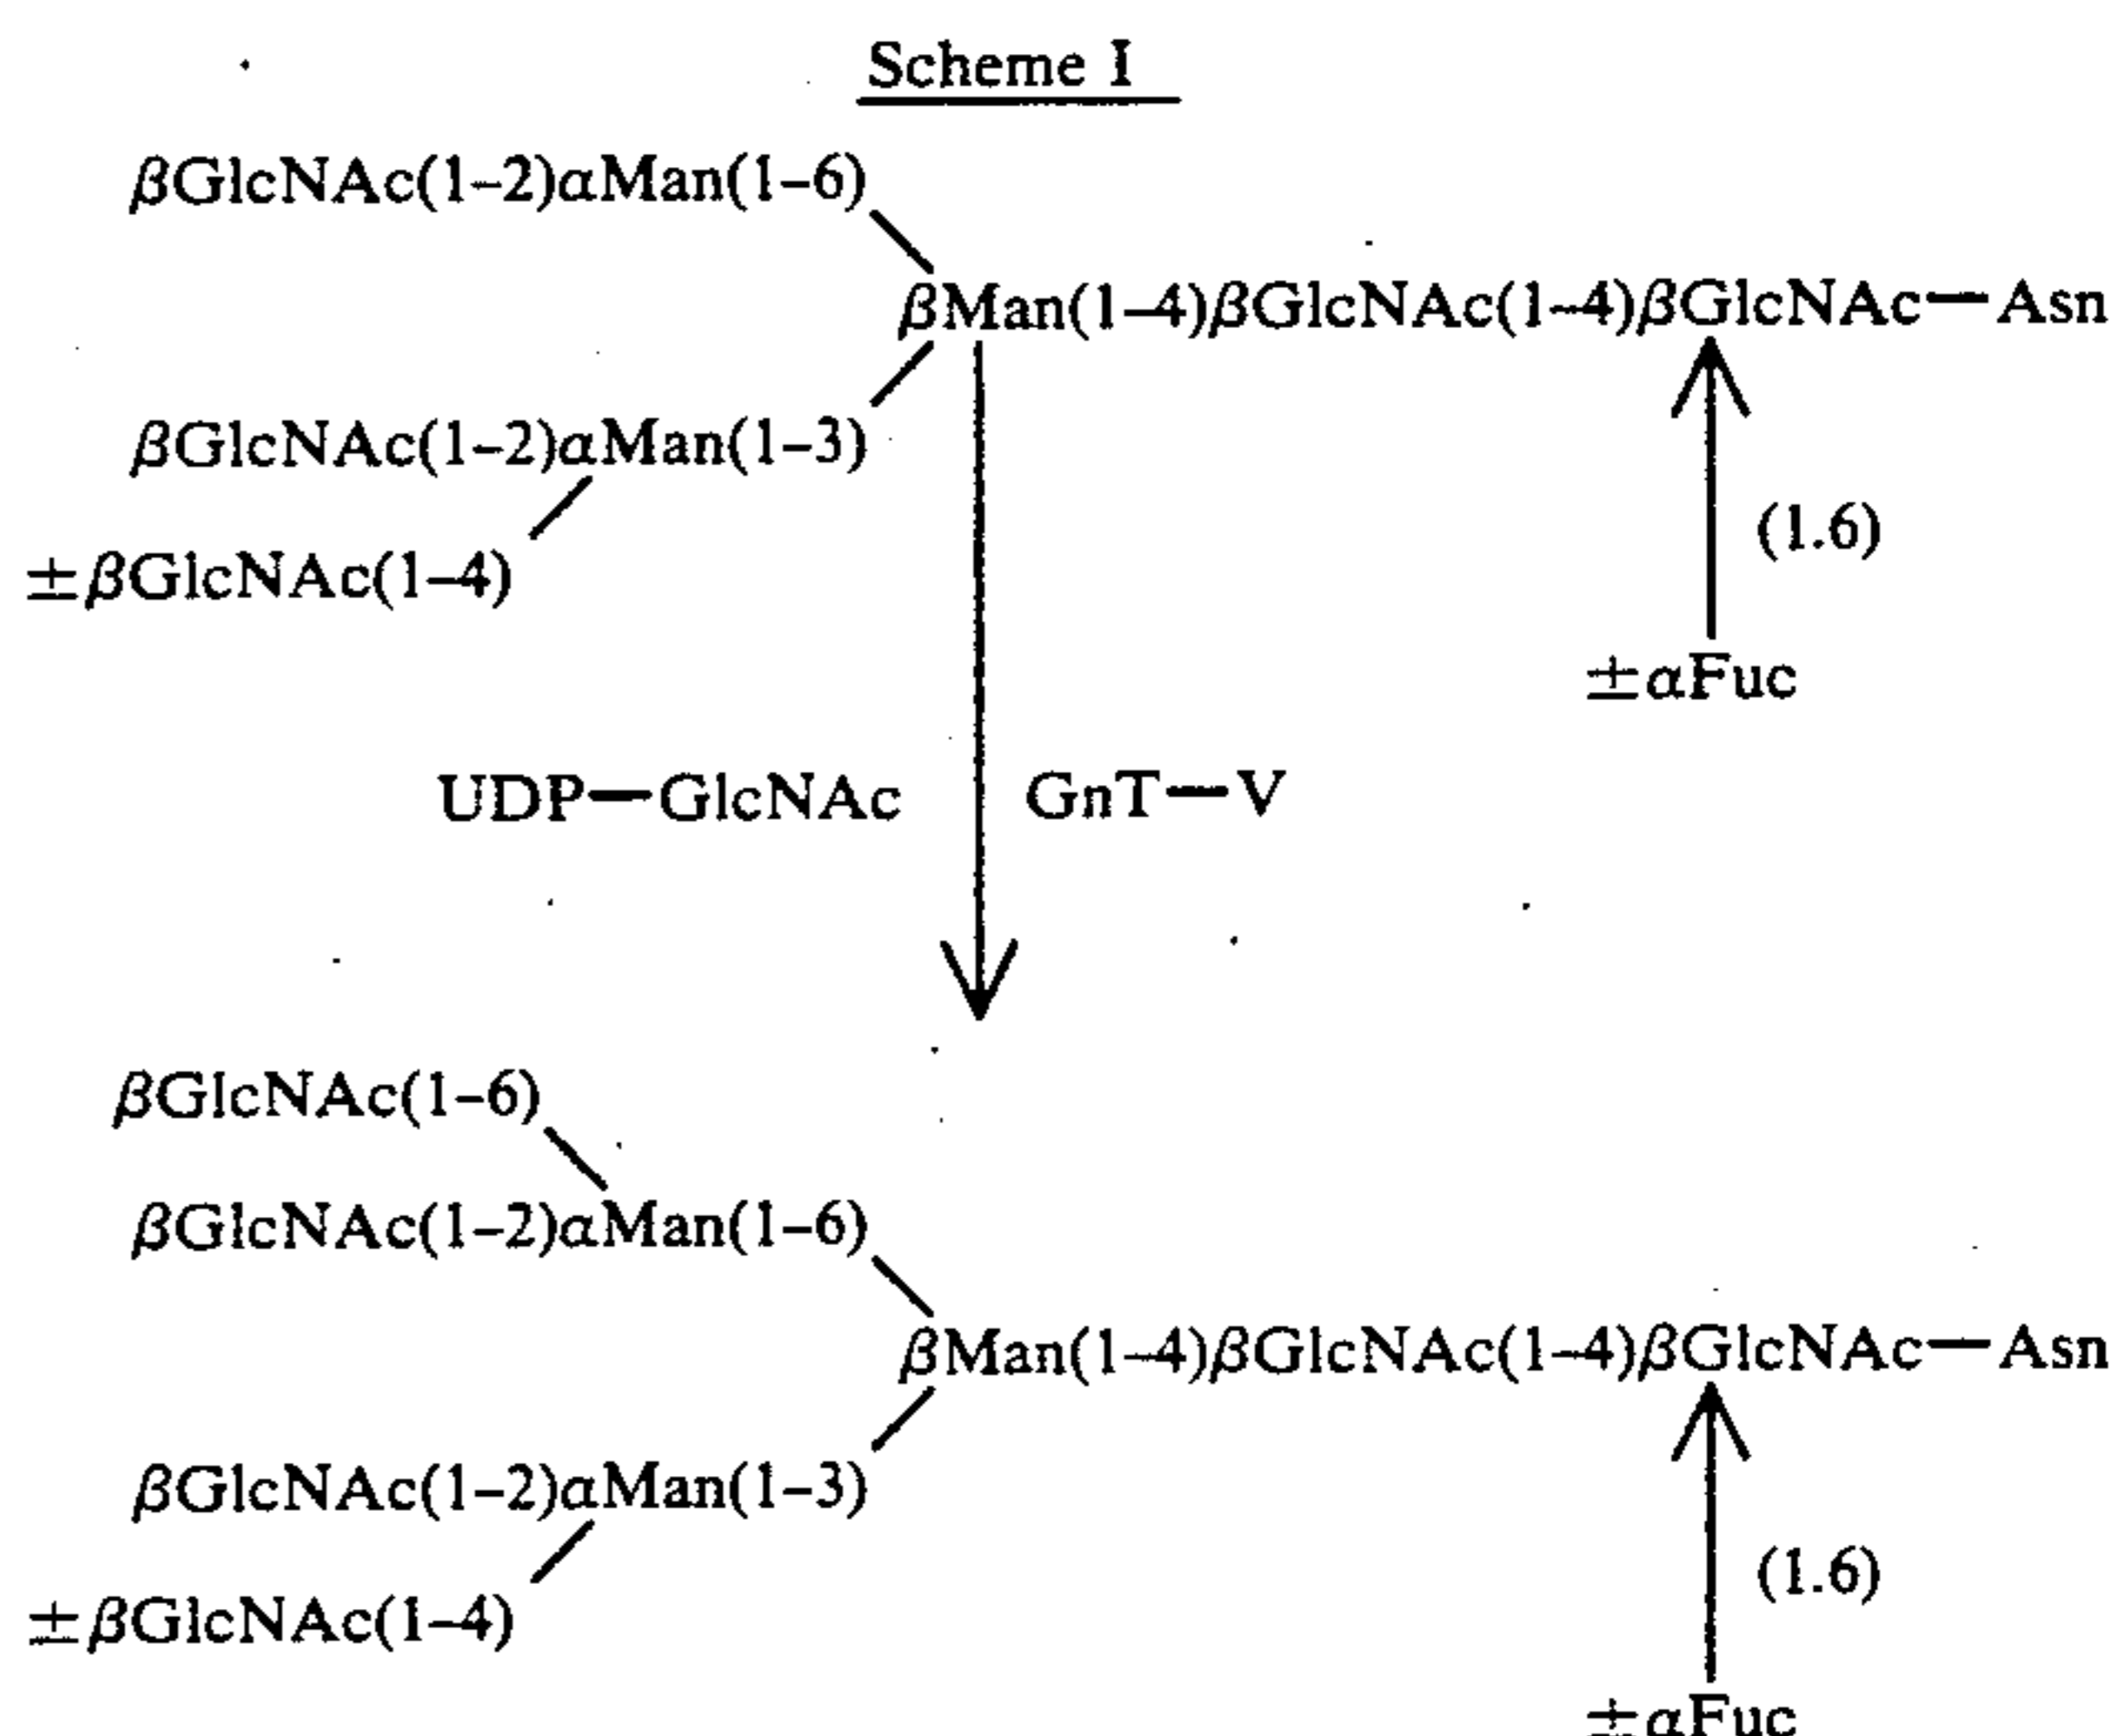 Scheme I
βGlcNAc(1–2)αMan(1–6)
βMan(1–4)βGlcNAc(1–4)βGlcNAc—Asn
βGlcNAc(1–2)αMan(1–3)
(1.6)
±βGlcNAc(1–4)
±αFuc
UDP—GlcNAc GnT—V
βGlcNAc(1–6)
βGlcNAc(1–2)αMan(1–6)
βMan(1–4)βGlcNAc(1–4)βGlcNAc—Asn
βGlcNAc(1–2)αMan(1–3)
(1.6)
±βGlcNAc(1–4)
±αFuc